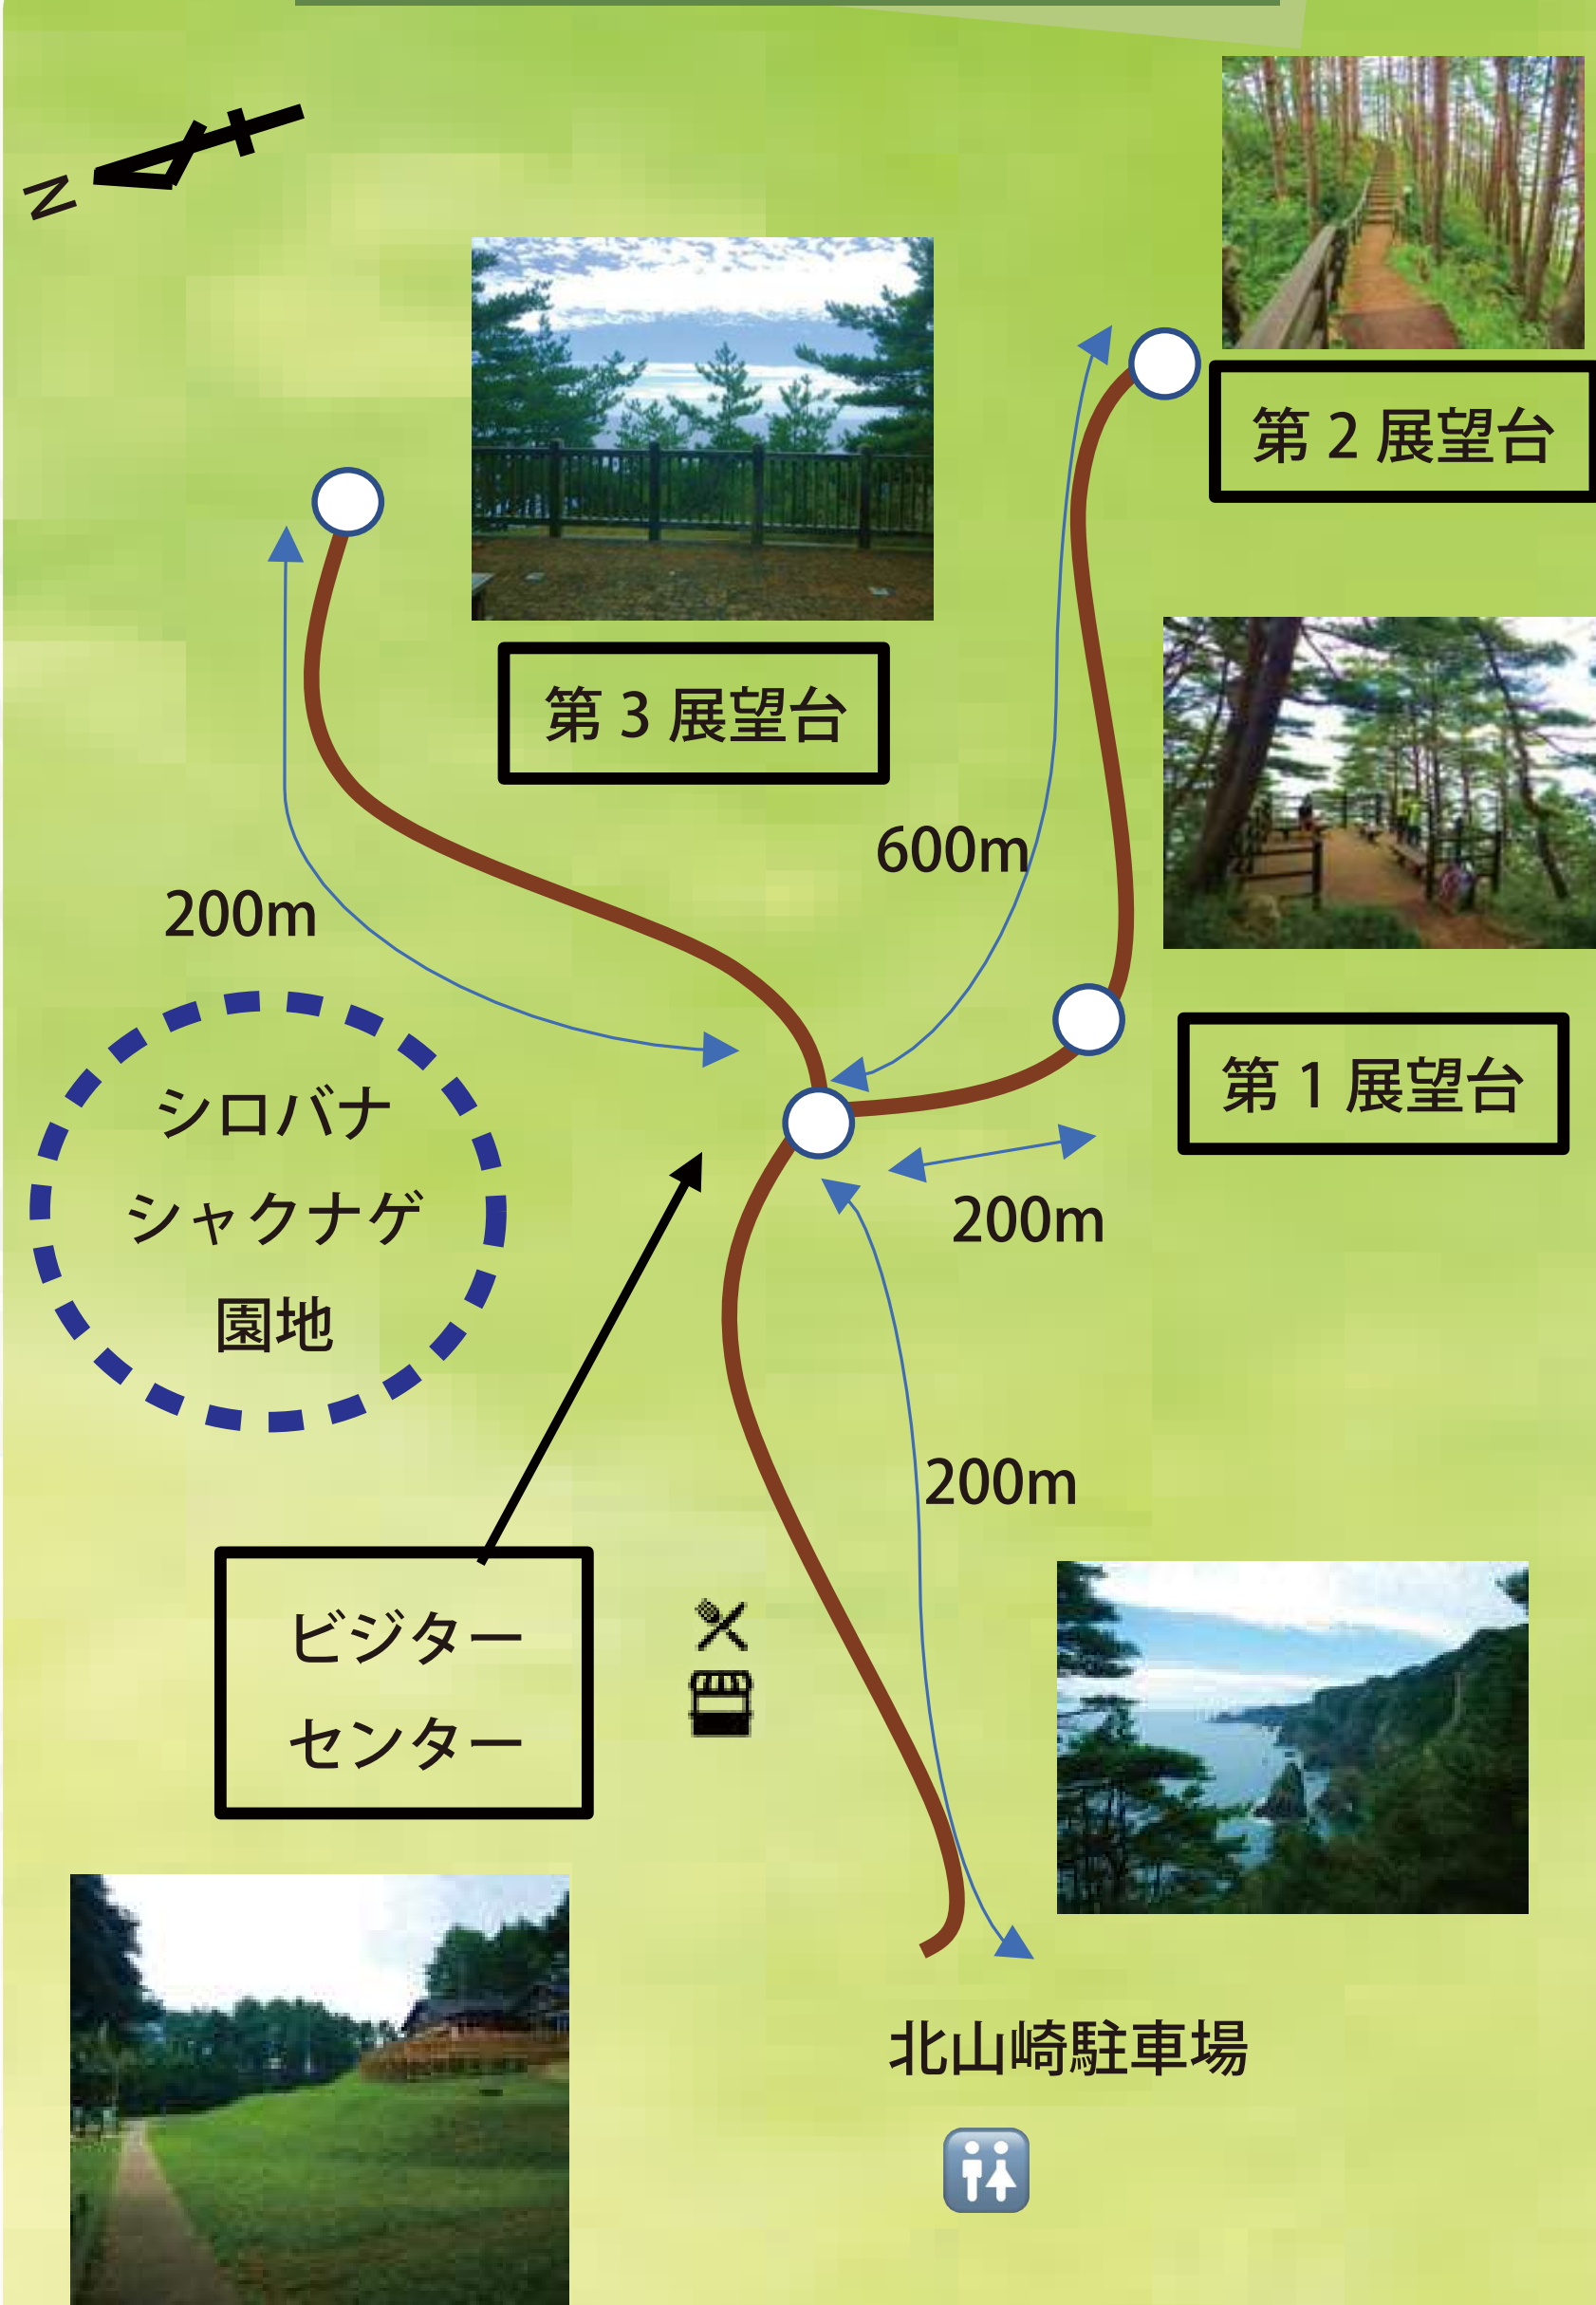 N
第 2 展望台
第 3 展望台
600m
200m
第 1 展望台
シロバナ
シャクナゲ
園地
200m
200m
ビジター
センター
北山崎駐車場